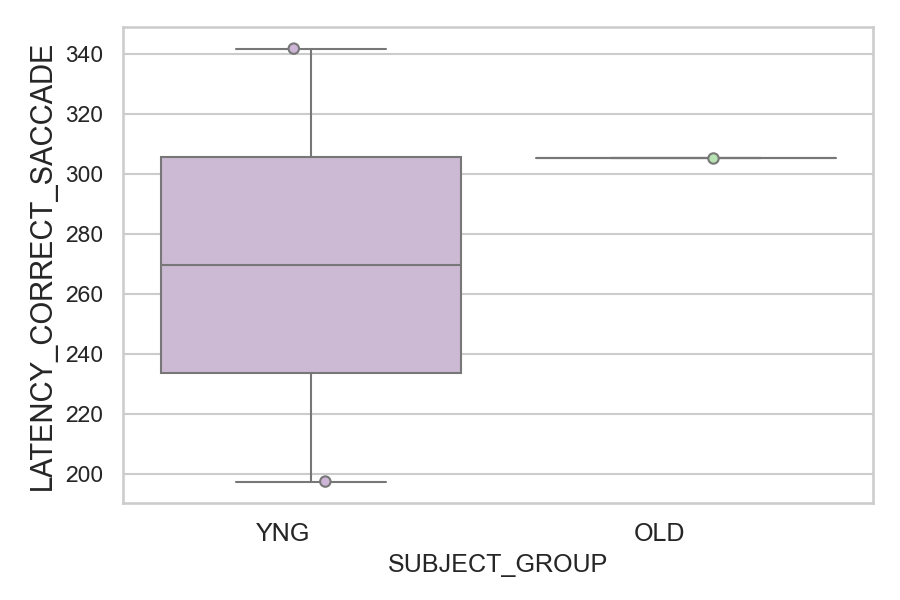 LATENCY_CORRECT_SACCADE
340
320
300
280
260
240
220
200
YNG
OLD
SUBJECT_GROUP